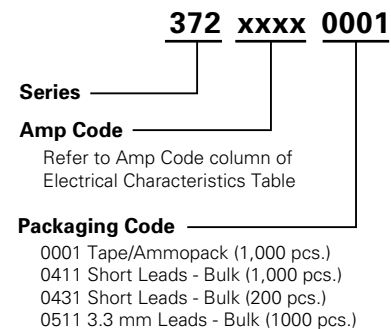 372 xxxx 0001
Series
Amp Code
Refer to Amp Code column of
Electrical Characteristics Table
Packaging Code
0001 Tape/Ammopack (1,000 pcs.)
0411 Short Leads - Bulk (1,000 pcs.)
0431 Short Leads - Bulk (200 pcs.)
0511 3.3 mm Leads - Bulk (1000 pcs.)